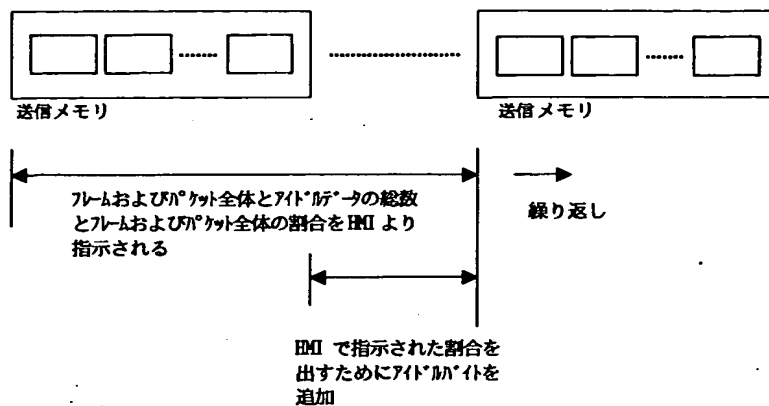 送信メモリ
送信メモリ
フレームおよびパケット全体とアイドルデータの総数
とフレームおよびパケット全体の割合をHMIより
指示される
繰り返し
HMIで指示された割合を
出すためにアイドルバイトを
追加